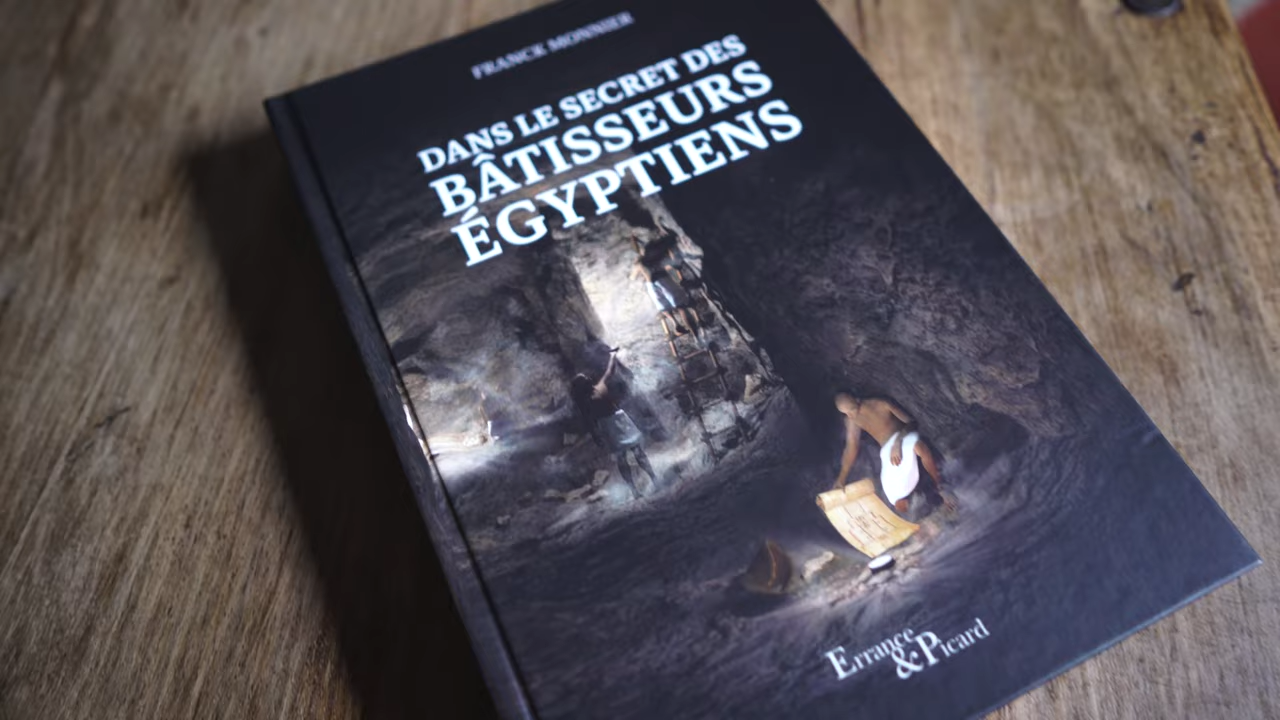 FRANCK MONNIER
DANS LE SECRET DES
BÂTISSEURS
ÉGYPTIENS
Errance
& Picard